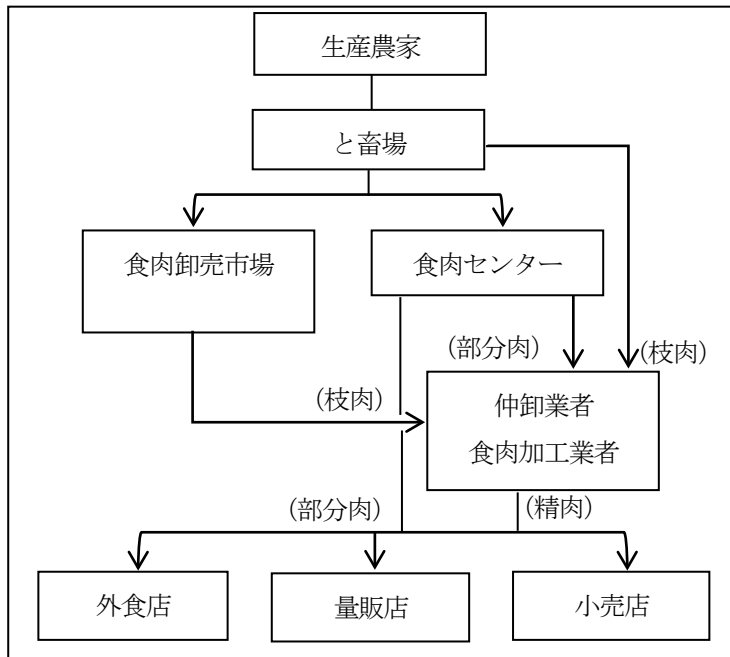 生産農家
と畜場
食肉卸売市場
食肉センター
(部分肉)
(枝肉)
(枝肉)
仲卸業者
食肉加工業者
(部分肉)
(精肉)
外食店
量販店
小売店